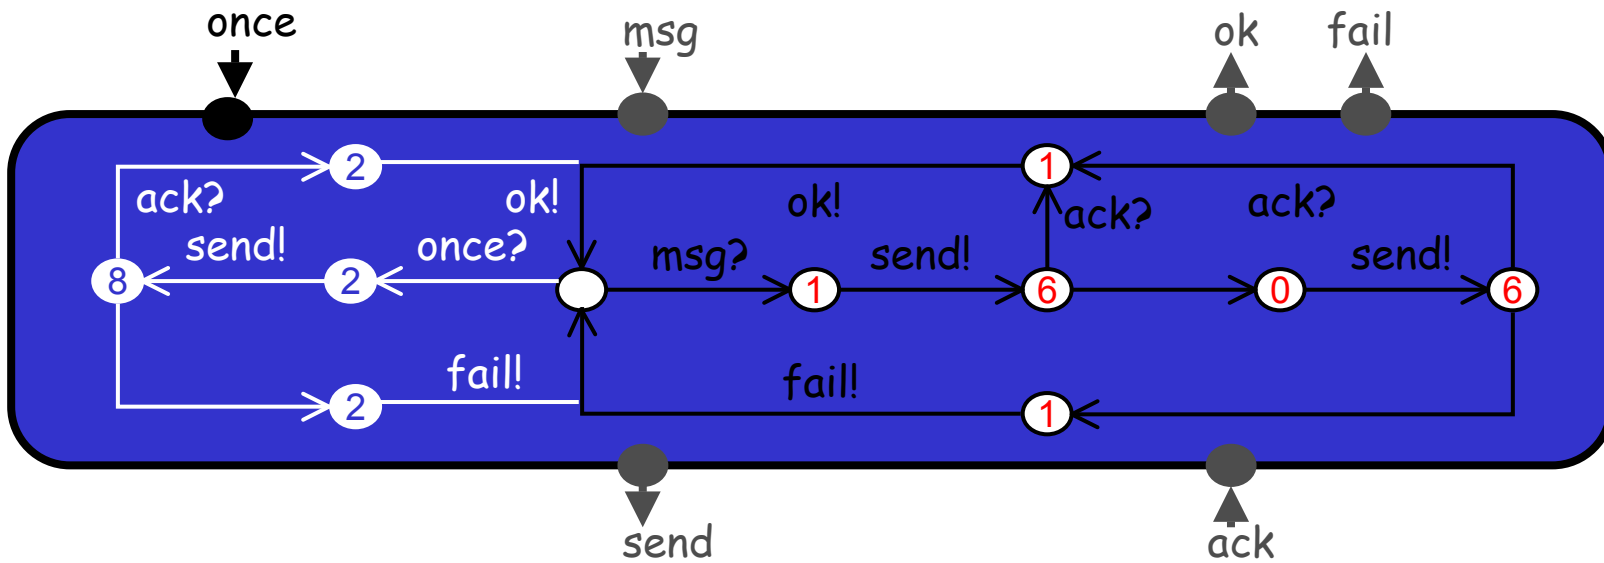 once
msg
ok
fail
2
1
ack?
ok!
ok!
ack?
ack?
send!
once?
msg?
send!
send!
8
2
1
6
0
6
fail!
fail!
2
1
send
ack